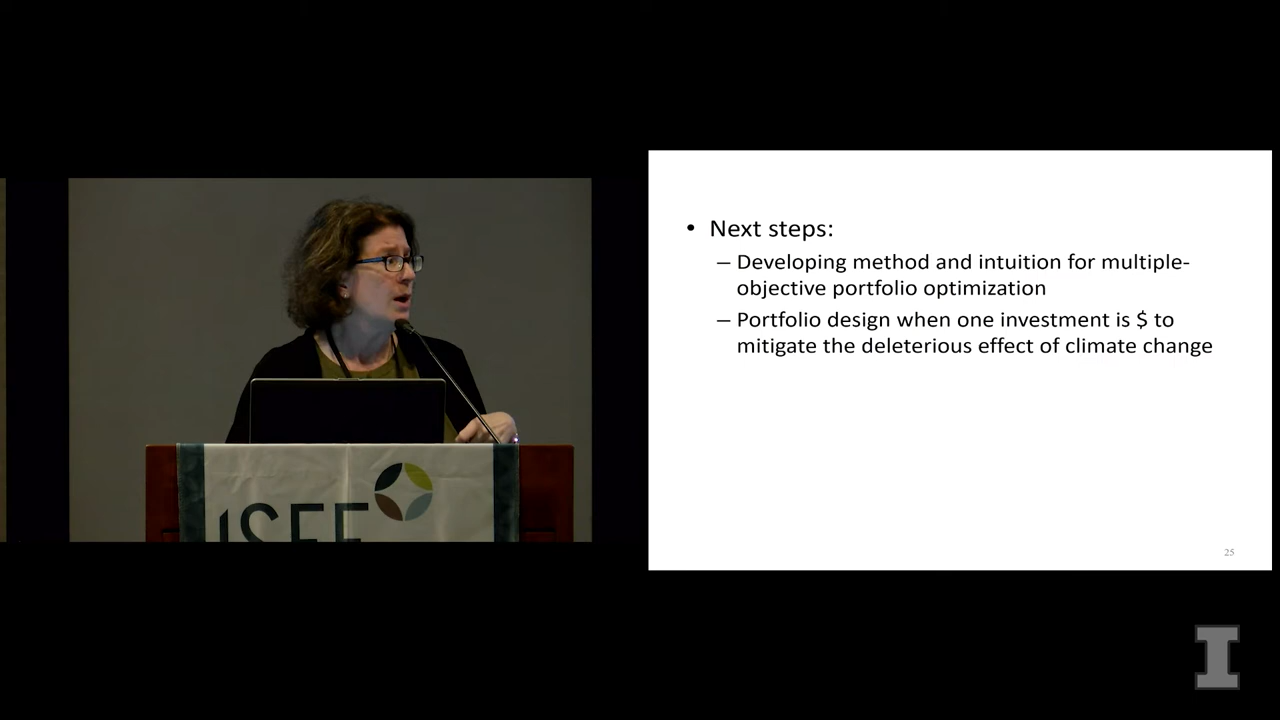 • Next steps:
– Developing method and intuition for multiple-
objective portfolio optimization
– Portfolio design when one investment is $ to
mitigate the deleterious effect of climate change
25
ISEE
I